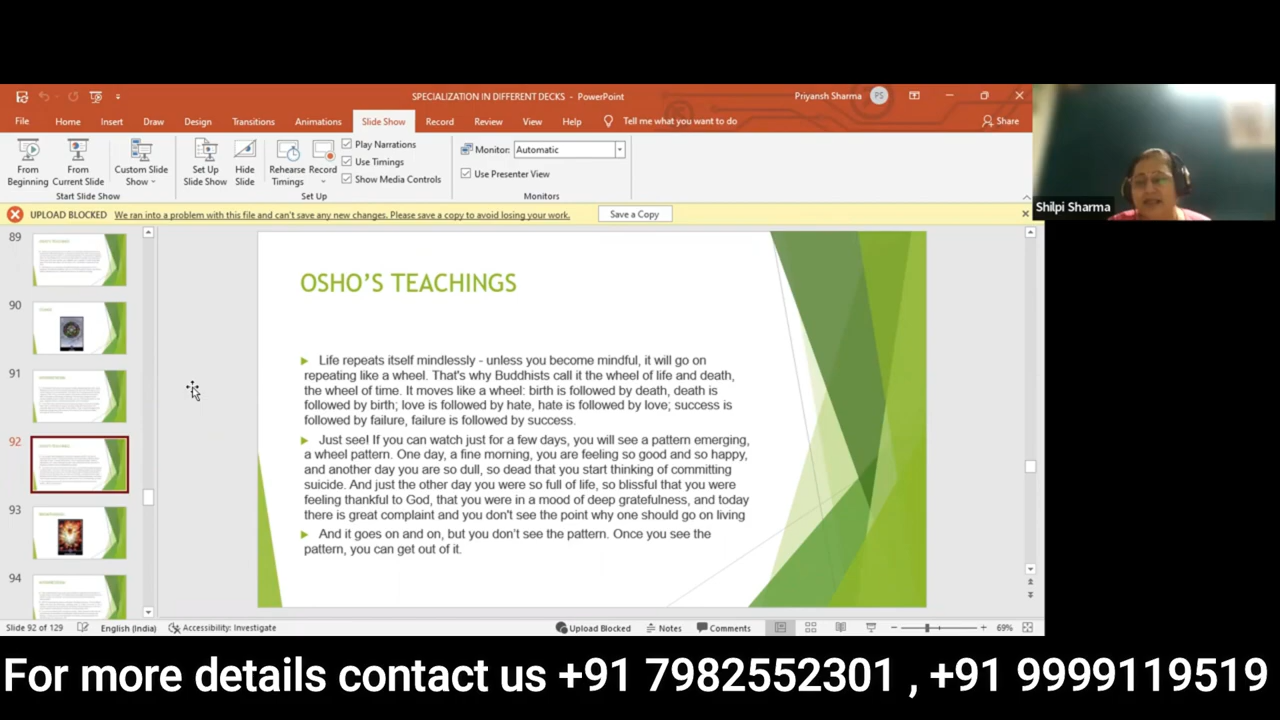 SPECIALIZATION IN DIFFERENT DECKS - PowerPoint
Priyansh Sharma
PS
File
Home
Insert
Draw
Design
Transitions
Animations
Slide Show
Record
Review
View
Help
Tell me what you want to do
Share
From
Beginning
From
Current Slide
Custom Slide
Show
Set Up
Slide Show
Hide
Slide
Rehearse
Timings
Record
Play Narrations
Use Timings
Show Media Controls
Monitor:
Automatic
Use Presenter View
Start Slide Show
Set Up
Monitors
Shilpi Sharma
UPLOAD BLOCKED
We ran into a problem with this file and can't save any new changes. Please save a copy to avoid losing your work.
Save a Copy
89
90
91
92
93
94
OSHO'S TEACHINGS
Life repeats itself mindlessly - unless you become mindful, it will go on
repeating like a wheel. That's why Buddhists call it the wheel of life and death,
the wheel of time. It moves like a wheel: birth is followed by death, death is
followed by birth; love is followed by hate, hate is followed by love; success is
followed by failure, failure is followed by success.
Just see! If you can watch just for a few days, you will see a pattern emerging,
a wheel pattern. One day, a fine morning, you are feeling so good and so happy,
and another day you are so dull, so dead that you start thinking of committing
suicide. And just the other day you were so full of life, so blissful that you were
feeling thankful to God, that you were in a mood of deep gratefulness, and today
there is great complaint and you don't see the point why one should go on living
And it goes on and on, but you don't see the pattern. Once you see the
pattern, you can get out of it.
Slide 92 of 129
English (India)
Accessibility: Investigate
Upload Blocked
Notes
Comments
69%
For more details contact us +91 7982552301 , +91 9999119519